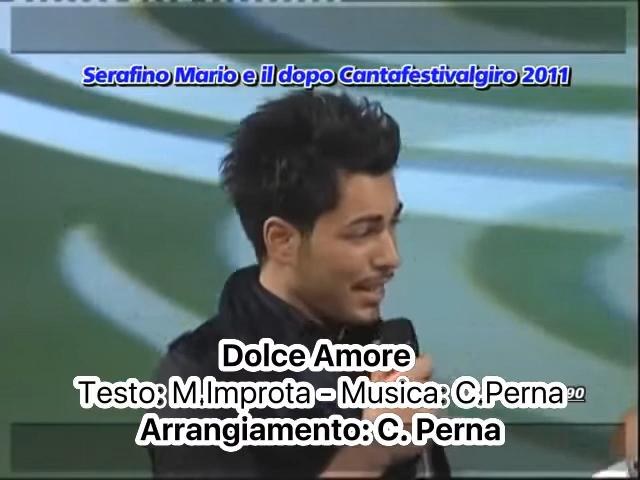 Serafino Mario e il dopo Cantafestivalgiro 2011
Dolce Amore
Testo: M.Improta - Musica: C.Perna
Arrangiamento: C. Perna